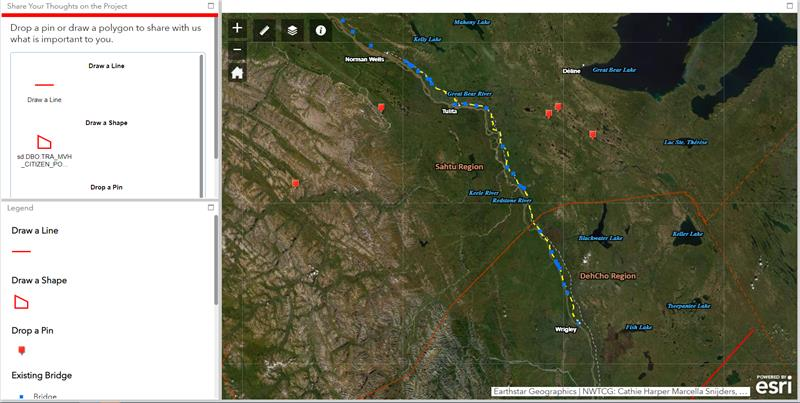 Share Your Thoughts on the Project
Drop a pin or draw a polygon to share with us
what is important to you.
Draw a Line
Draw a Line
Draw a Shape
sd.DBO.TRA_MVH
_CITIZEN_PO...
Drop a Pin
Legend
Draw a Line
Draw a Shape
Drop a Pin
Existing Bridge
Bridge
Mahony Lake
Kelly Lake
Norman Wells
Déline
Great Bear Lake
Great Bear River
Tulita
Lac Ste. Thérèse
Sahtu Region
Keele River
Redstone River
Blackwater Lake
Keller Lake
DehCho Region
Tseepantee Lake
Wrigley
Fish Lake
POWERED BY
esri
Earthstar Geographics | NWTCG: Cathie Harper Marcella Snijders, ...